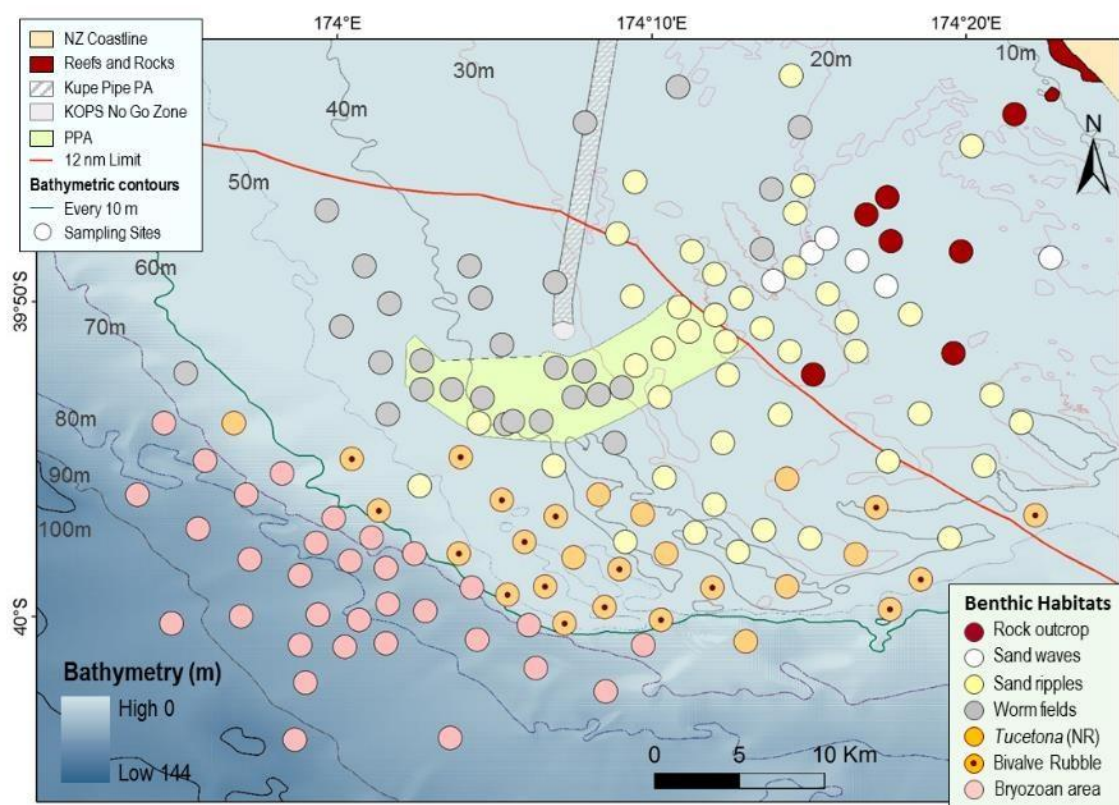 174°E
174°10'E
174°20'E
NZ Coastline
Reefs and Rocks
Kupe Pipe PA
KOPS No Go Zone
PPA
12 nm Limit
Bathymetric contours
Every 10 m
Sampling Sites
30m
20m
10m
40m
N
50m
60m
39°50'S
70m
80m
90m
100m
40°S
Bathymetry (m)
High 0
Low 144
0 5 10 Km
Benthic Habitats
Rock outcrop
Sand waves
Sand ripples
Worm fields
Tucetona (NR)
Bivalve Rubble
Bryozoan area